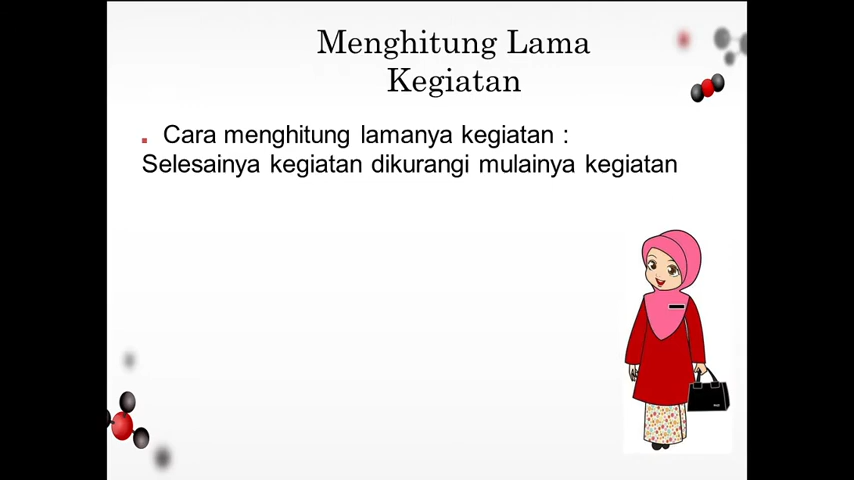 Menghitung Lama
Kegiatan
Cara menghitung lamanya kegiatan :
Selesainya kegiatan dikurangi mulainya kegiatan